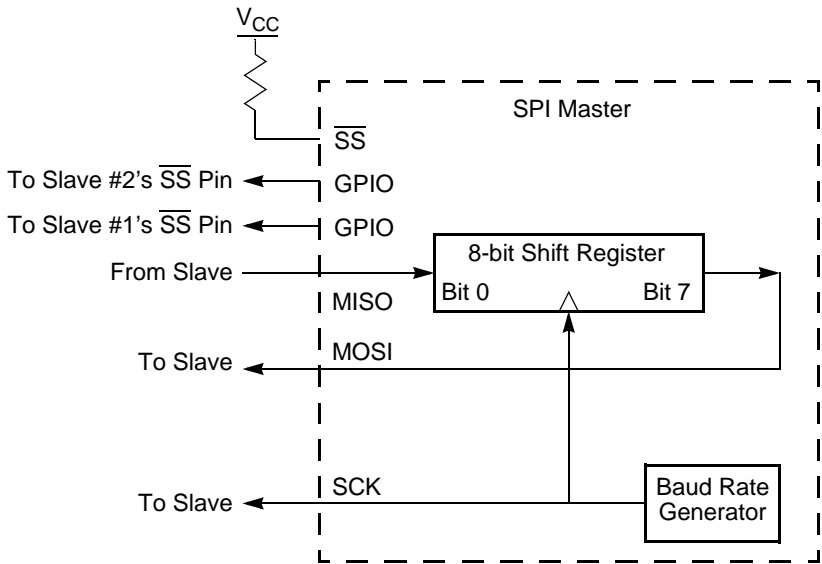 VCC
SPI Master
SS
To Slave #2's SS Pin
GPIO
To Slave #1's SS Pin
GPIO
From Slave
8-bit Shift Register
Bit 0
Bit 7
MISO
MOSI
To Slave
SCK
To Slave
Baud Rate
Generator